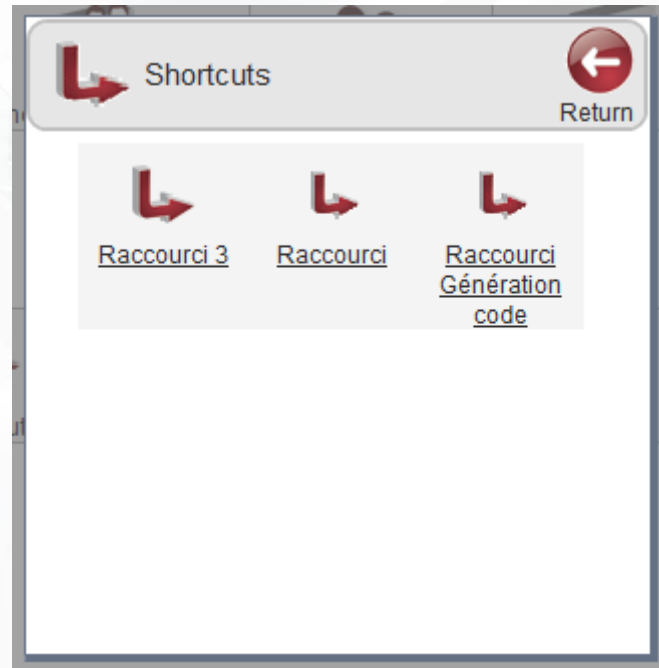 Shortcuts
Return
Raccourci 3
Raccourci
Raccourci
Génération
code